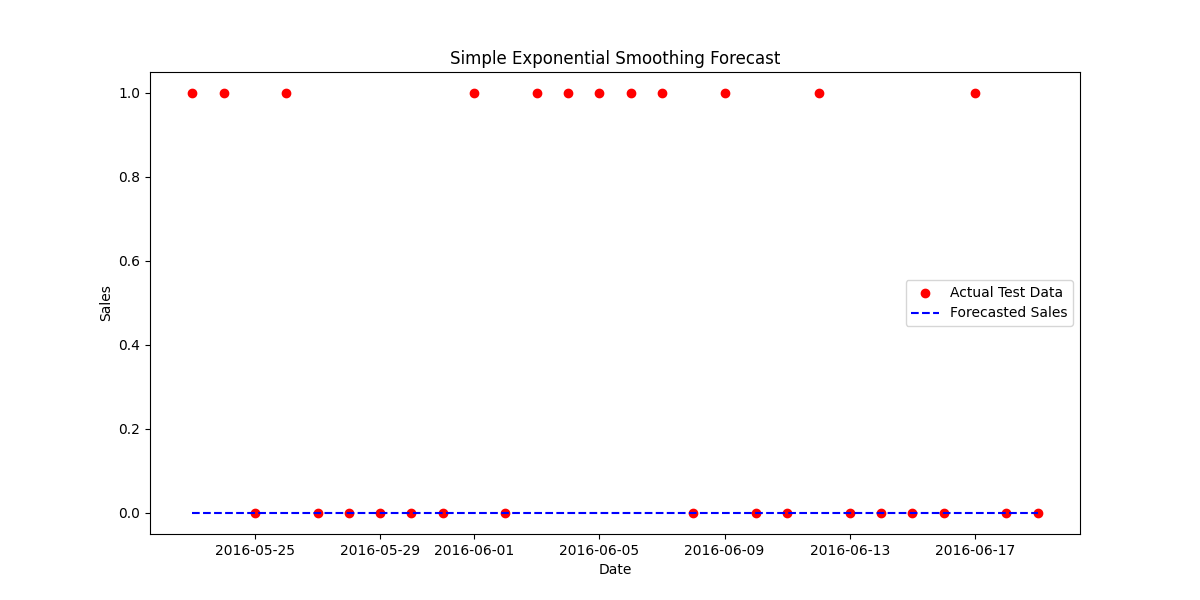 Simple Exponential Smoothing Forecast
1.0
0.8
0.6
0.4
0.2
0.0
Sales
Actual Test Data
Forecasted Sales
2016-05-25 2016-05-29 2016-06-01 2016-06-05 2016-06-09 2016-06-13 2016-06-17
Date